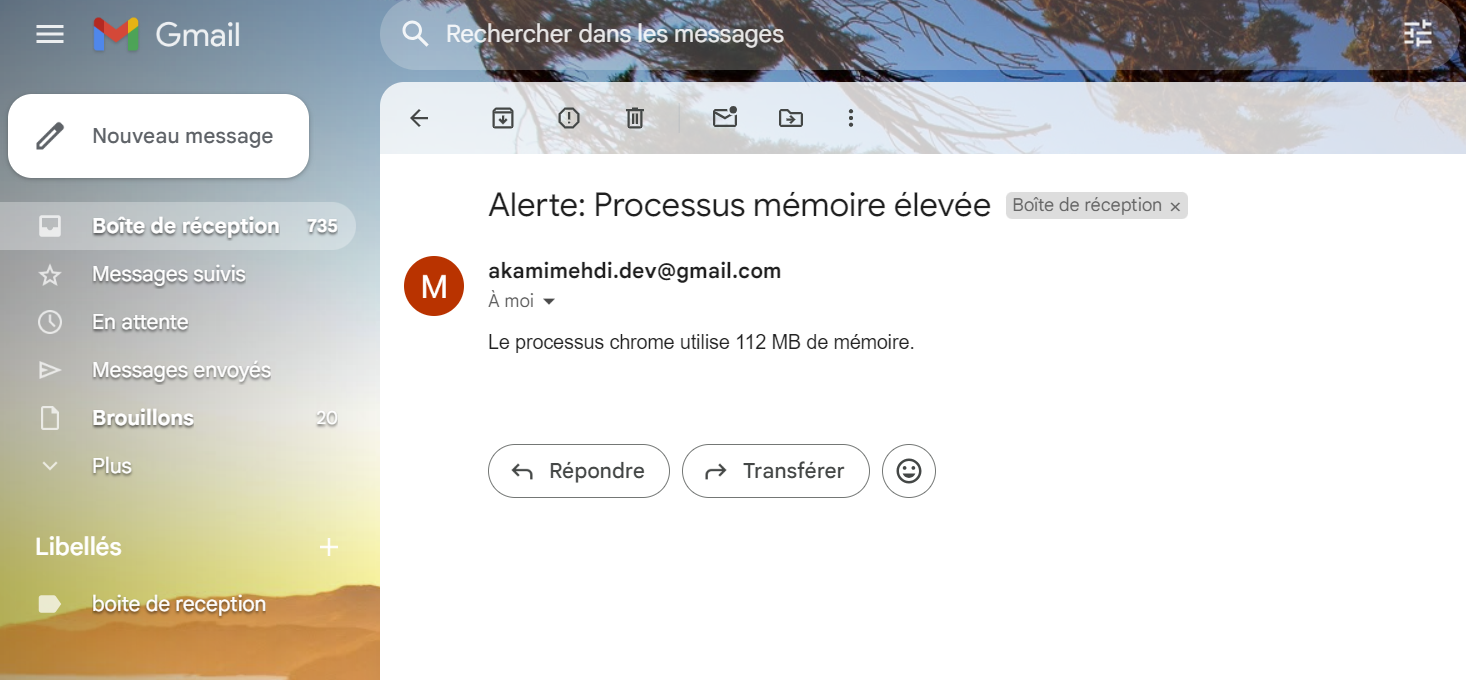 Gmail
Rechercher dans les messages
Nouveau message
Boîte de réception 735
Messages suivis
En attente
Messages envoyés
Brouillons 20
Plus
Libellés
boite de reception
Alerte: Processus mémoire élevée Boîte de réception ×
M
akamimehdi.dev@gmail.com
À moi
Le processus chrome utilise 112 MB de mémoire.
Répondre Transférer